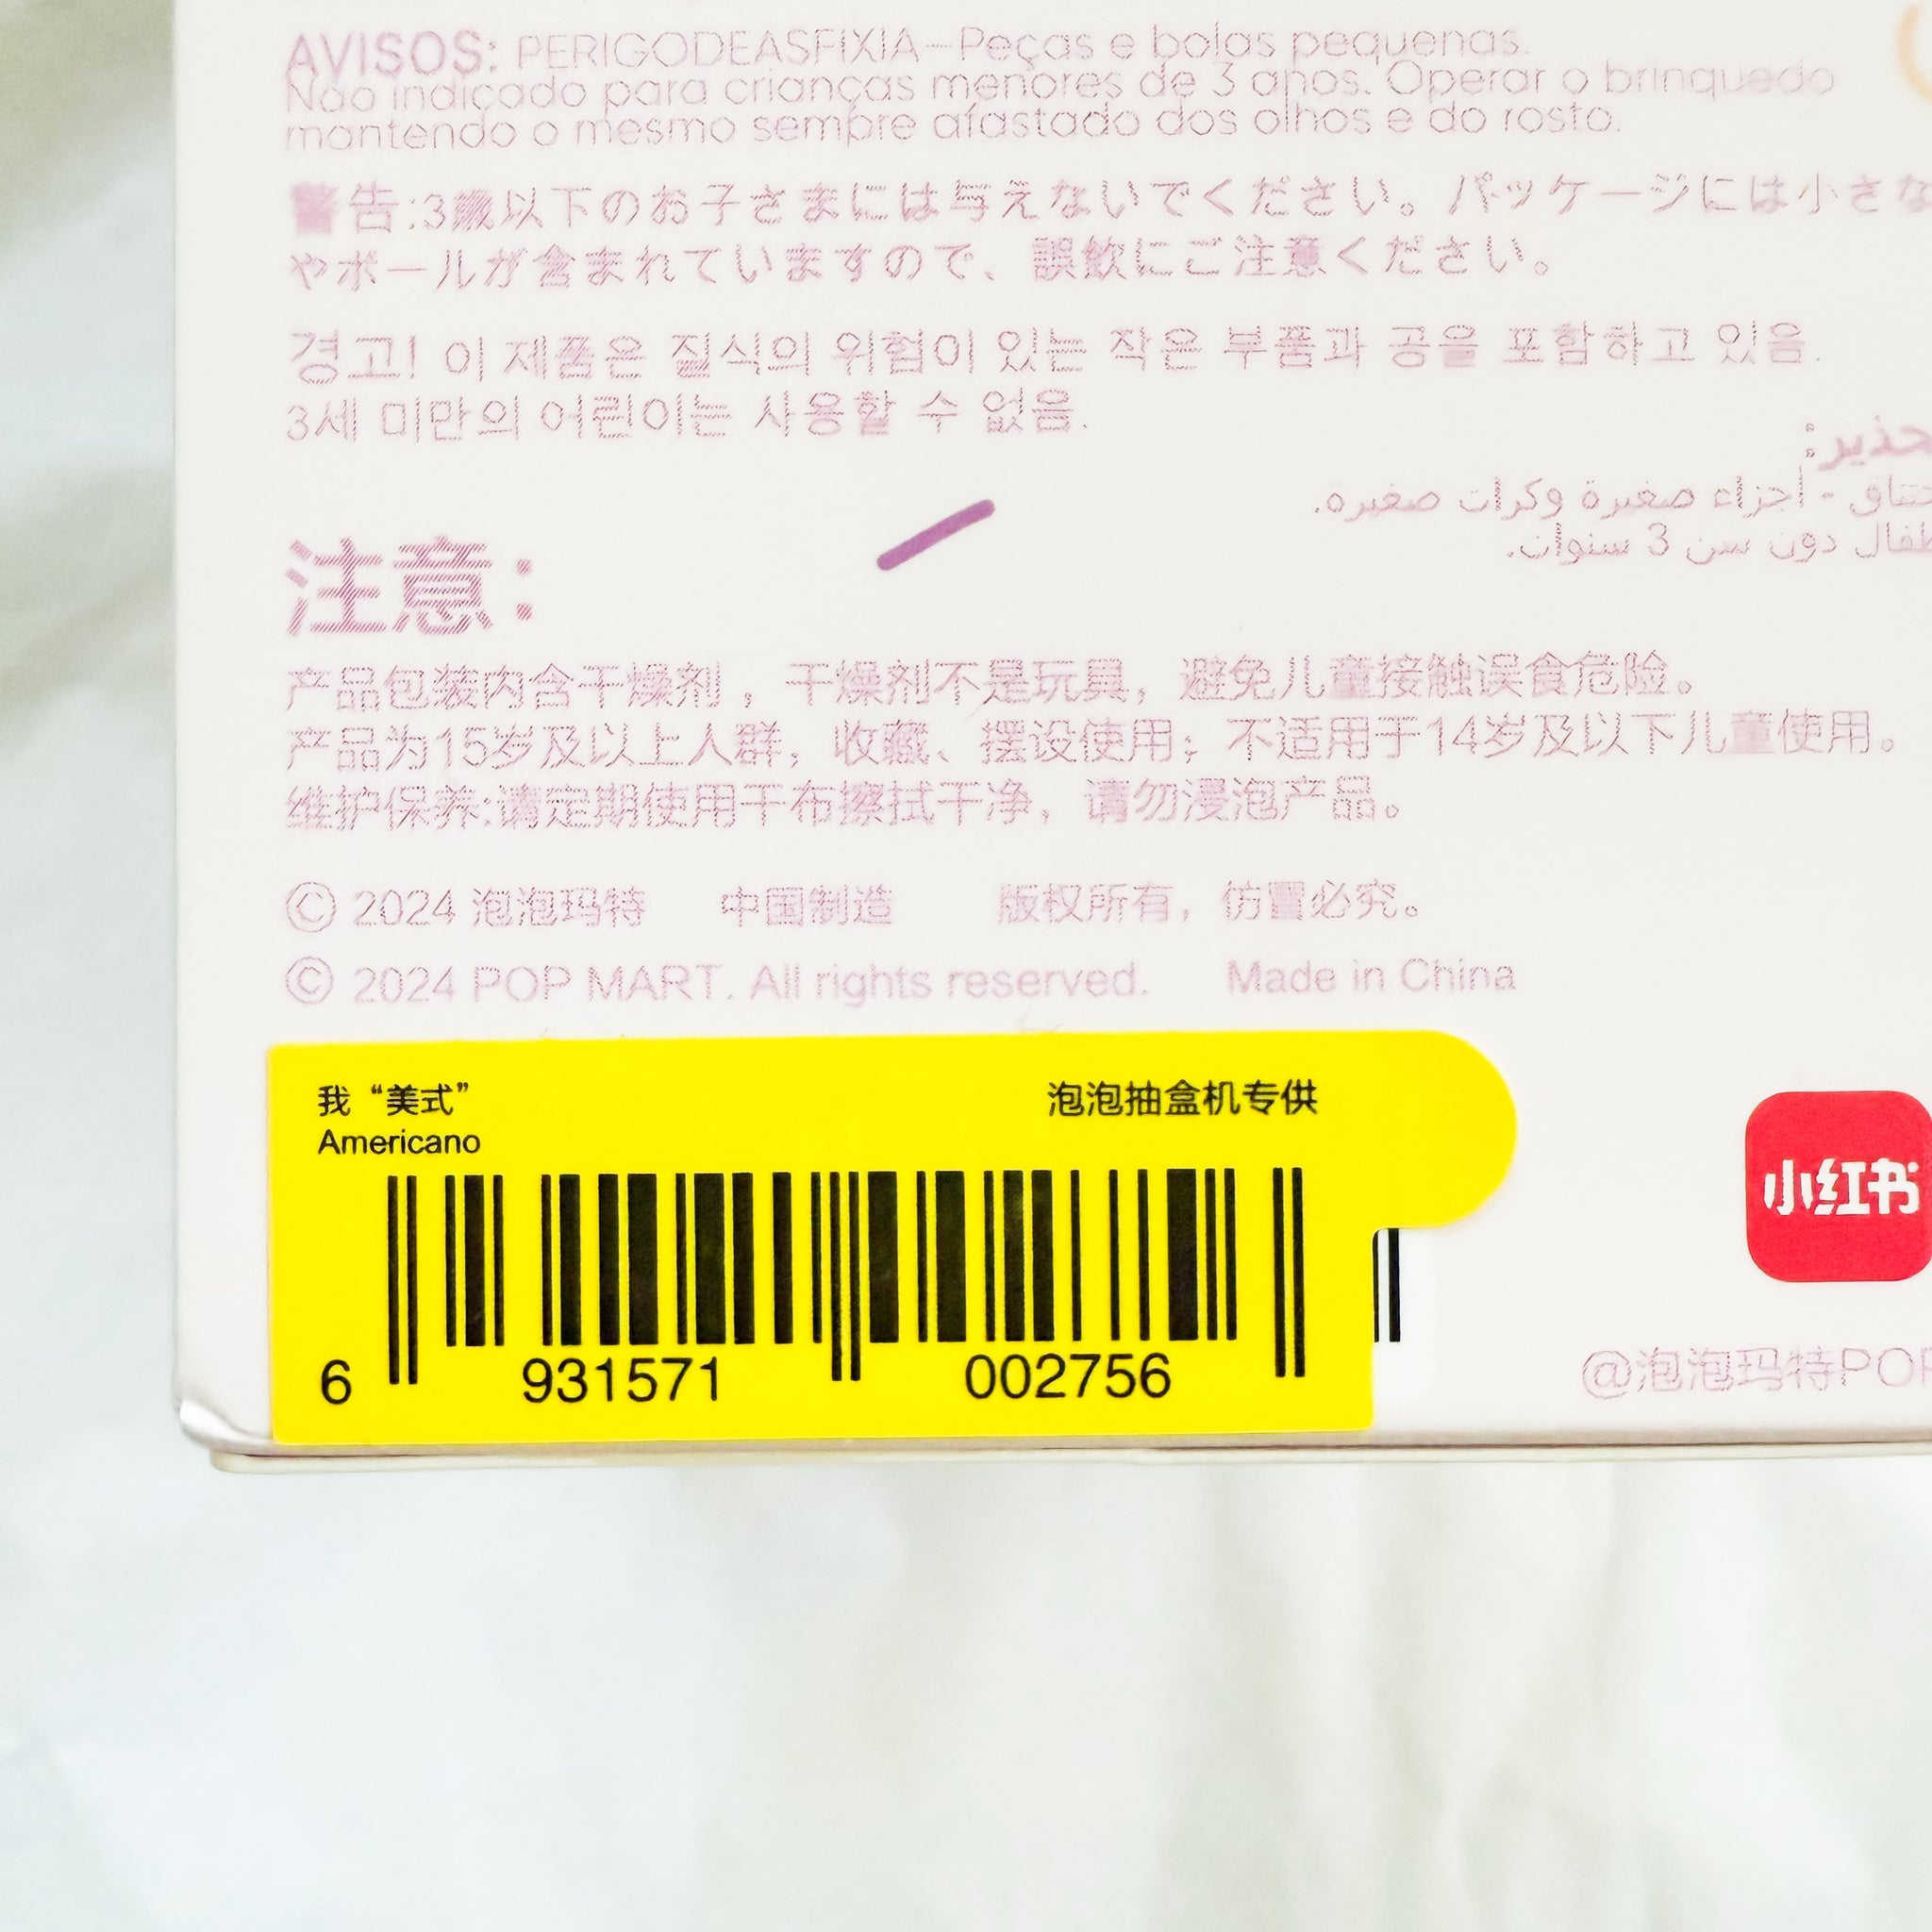 AVISOS: PERIGODEASFIXIA—Peças e bolas pequenas.
Não indicado para crianças menores de 3 anos. Operar o brinquedo
mantendo o mesmo sempre afastado dos olhos e do rosto.
警告:3歳以下のお子さまには与えないでください。パッケージには小さな
やボールが含まれていますので、誤飲にご注意ください。
경고! 이 제품은 질식의 위험이 있는 작은 부품과 공을 포함하고 있음.
3세 미만의 어린이는 사용할 수 없음.
حذير:
ختناق - أجزاء صغيرة وكرات صغيرة.
طفال دون سن 3 سنوات.
注意：
产品包装内含干燥剂，干燥剂不是玩具，避免儿童接触误食危险。
产品为15岁及以上人群，收藏、摆设使用；不适用于14岁及以下儿童使用。
维护保养:请定期使用干布擦拭干净，请勿浸泡产品。
© 2024 泡泡玛特 中国制造 版权所有，仿冒必究。
© 2024 POP MART. All rights reserved. Made in China
我“美式” 泡泡抽盒机专供
Americano
6 931571 002756
小红书
@泡泡玛特POP